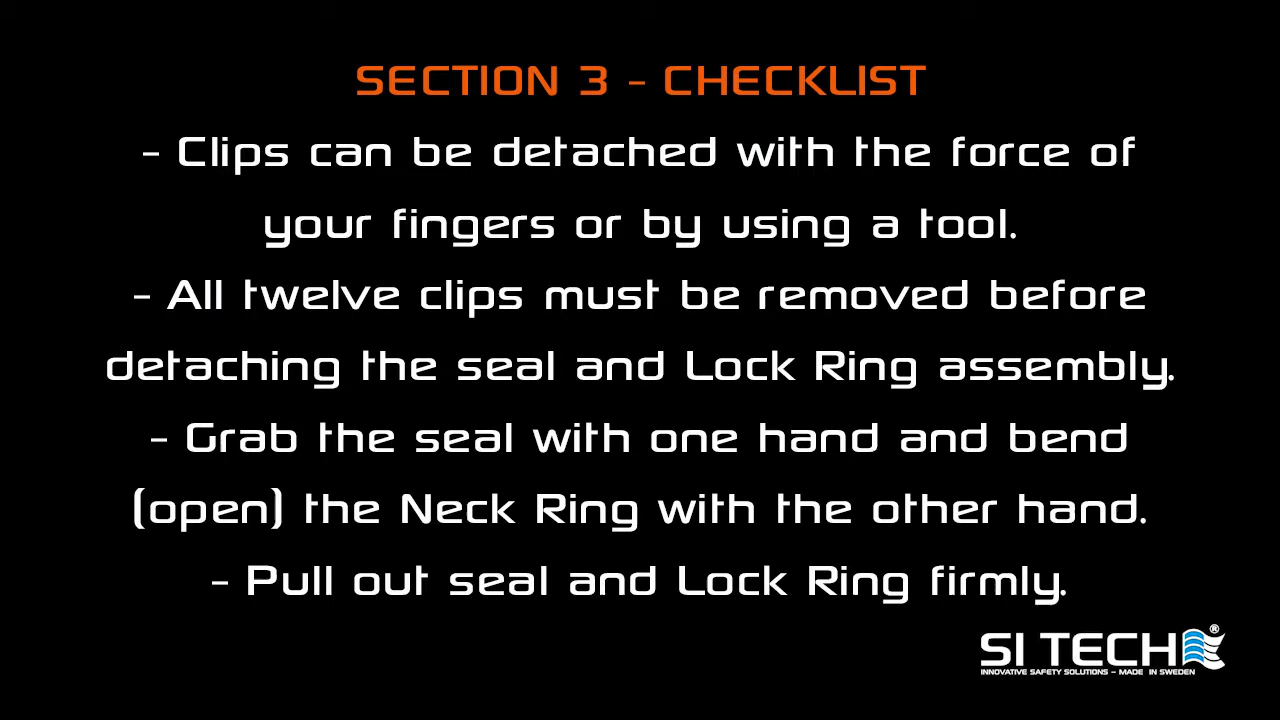 SECTION 3 - CHECKLIST
- Clips can be detached with the force of
your fingers or by using a tool.
- All twelve clips must be removed before
detaching the seal and Lock Ring assembly.
- Grab the seal with one hand and bend
(open) the Neck Ring with the other hand.
- Pull out seal and Lock Ring firmly.
SI TECH ®
INNOVATIVE SAFETY SOLUTIONS – MADE IN SWEDEN